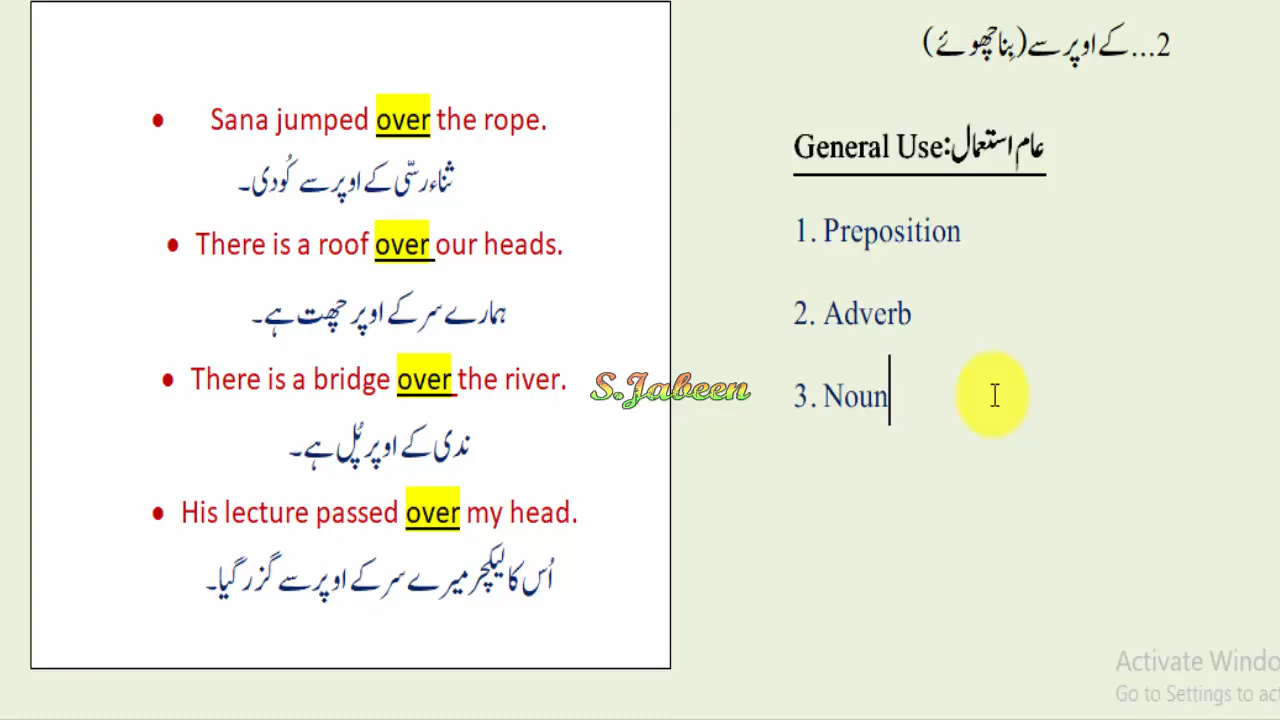 • Sana jumped over the rope.
ثناء رسّی کے اوپر سے کُودی۔
• There is a roof over our heads.
ہمارے سر کے اوپر چھت ہے۔
• There is a bridge over the river.
ندی کے اوپر پُل ہے۔
• His lecture passed over my head.
اُس کا لیکچر میرے سر کے اوپر سے گزر گیا۔
S.Jabeen
2...کے اوپر سے (بِنا چھوئے)
General Use:عام استعمال
1. Preposition
2. Adverb
3. Noun
Activate Windo
Go to Settings to act